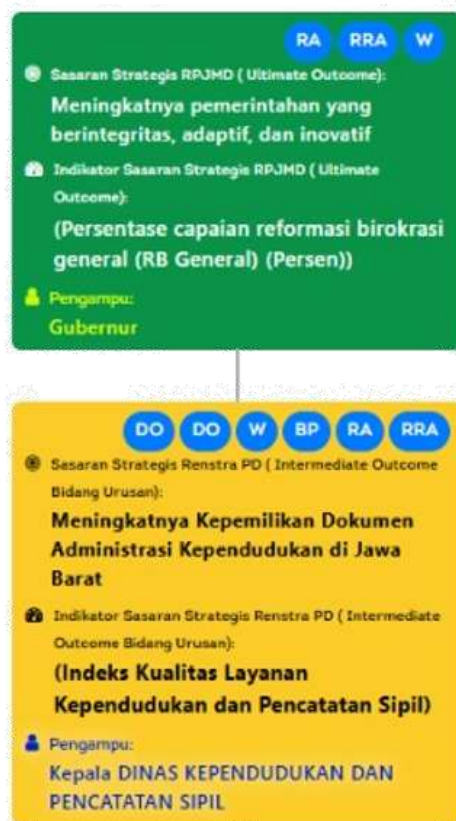 RA RRA W
Sasaran Strategis RPJMD ( Ultimate Outcome):
Meningkatnya pemerintahan yang
berintegritas, adaptif, dan inovatif
Indikator Sasaran Strategis RPJMD ( Ultimate
Outcome):
(Persentase capaian reformasi birokrasi
general (RB General) (Persen))
Pengampu:
Gubernur
DO DO W BP RA RRA
Sasaran Strategis Renstra PD ( Intermediate Outcome
Bidang Urusan):
Meningkatnya Kepemilikan Dokumen
Administrasi Kependudukan di Jawa
Barat
Indikator Sasaran Strategis Renstra PD ( Intermediate
Outcome Bidang Urusan):
(Indeks Kualitas Layanan
Kependudukan dan Pencatatan Sipil)
Pengampu:
Kepala DINAS KEPENDUDUKAN DAN
PENCATATAN SIPIL